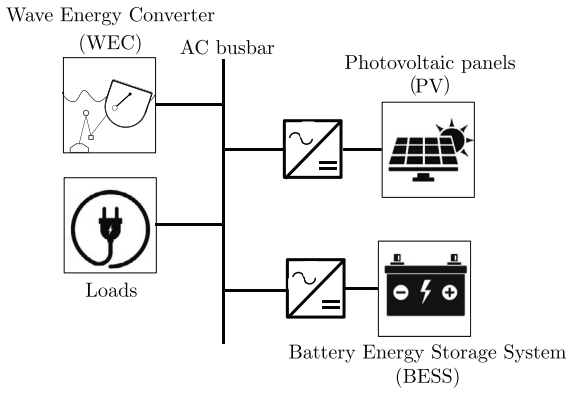 Wave Energy Converter
(WEC)
AC busbar
Photovoltaic panels
(PV)
Loads
Battery Energy Storage System
(BESS)